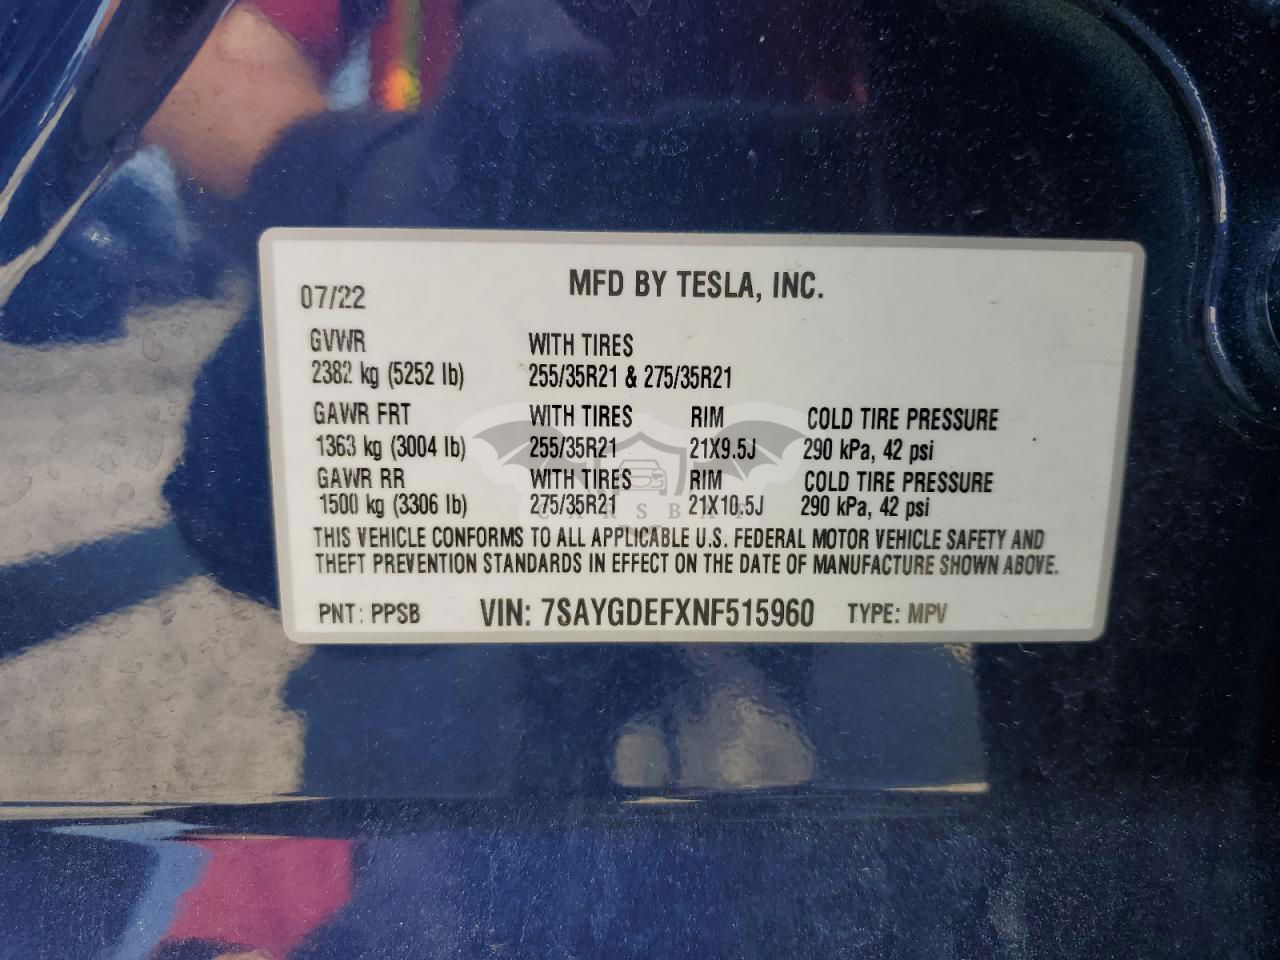 MFD BY TESLA, INC.
07/22
GVWR WITH TIRES
2382 kg (5252 lb) 255/35R21 & 275/35R21
GAWR FRT WITH TIRES RIM COLD TIRE PRESSURE
1363 kg (3004 lb) 255/35R21 21X9.5J 290 kPa, 42 psi
GAWR RR WITH TIRES RIM COLD TIRE PRESSURE
1500 kg (3306 lb) 275/35R21 21X10.5J 290 kPa, 42 psi
CARSBAT
THIS VEHICLE CONFORMS TO ALL APPLICABLE U.S. FEDERAL MOTOR VEHICLE SAFETY AND
THEFT PREVENTION STANDARDS IN EFFECT ON THE DATE OF MANUFACTURE SHOWN ABOVE.
PNT: PPSB VIN: 7SAYGDEFXNF515960 TYPE: MPV